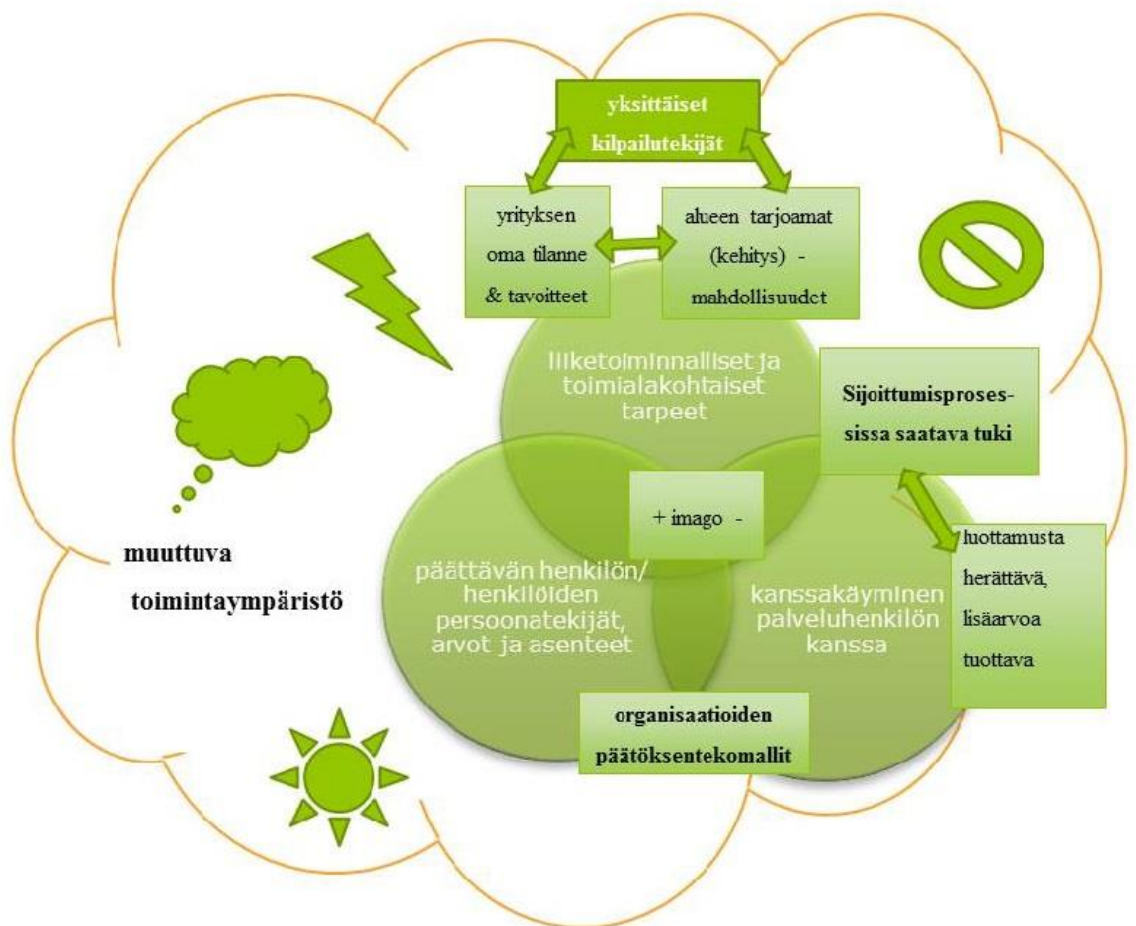 yksittäiset
kilpailutekijät
yrityksen
oma tilanne
& tavoitteet
alueen tarjoamat
(kehitys) -
mahdollisuudet
liiketoiminnalliset ja
toimialakohtaiset
tarpeet
Sijoittumisproses-
sissa saatava tuki
+ imago -
muuttuva
toimintaympäristö
päättävän henkilön/
henkilöiden
persoonatekijät,
arvot ja asenteet
kanssakäyminen
palveluhenkilön
kanssa
luottamusta
herättävä,
lisäarvoa
tuottava
organisaatioiden
päätöksentekomallit